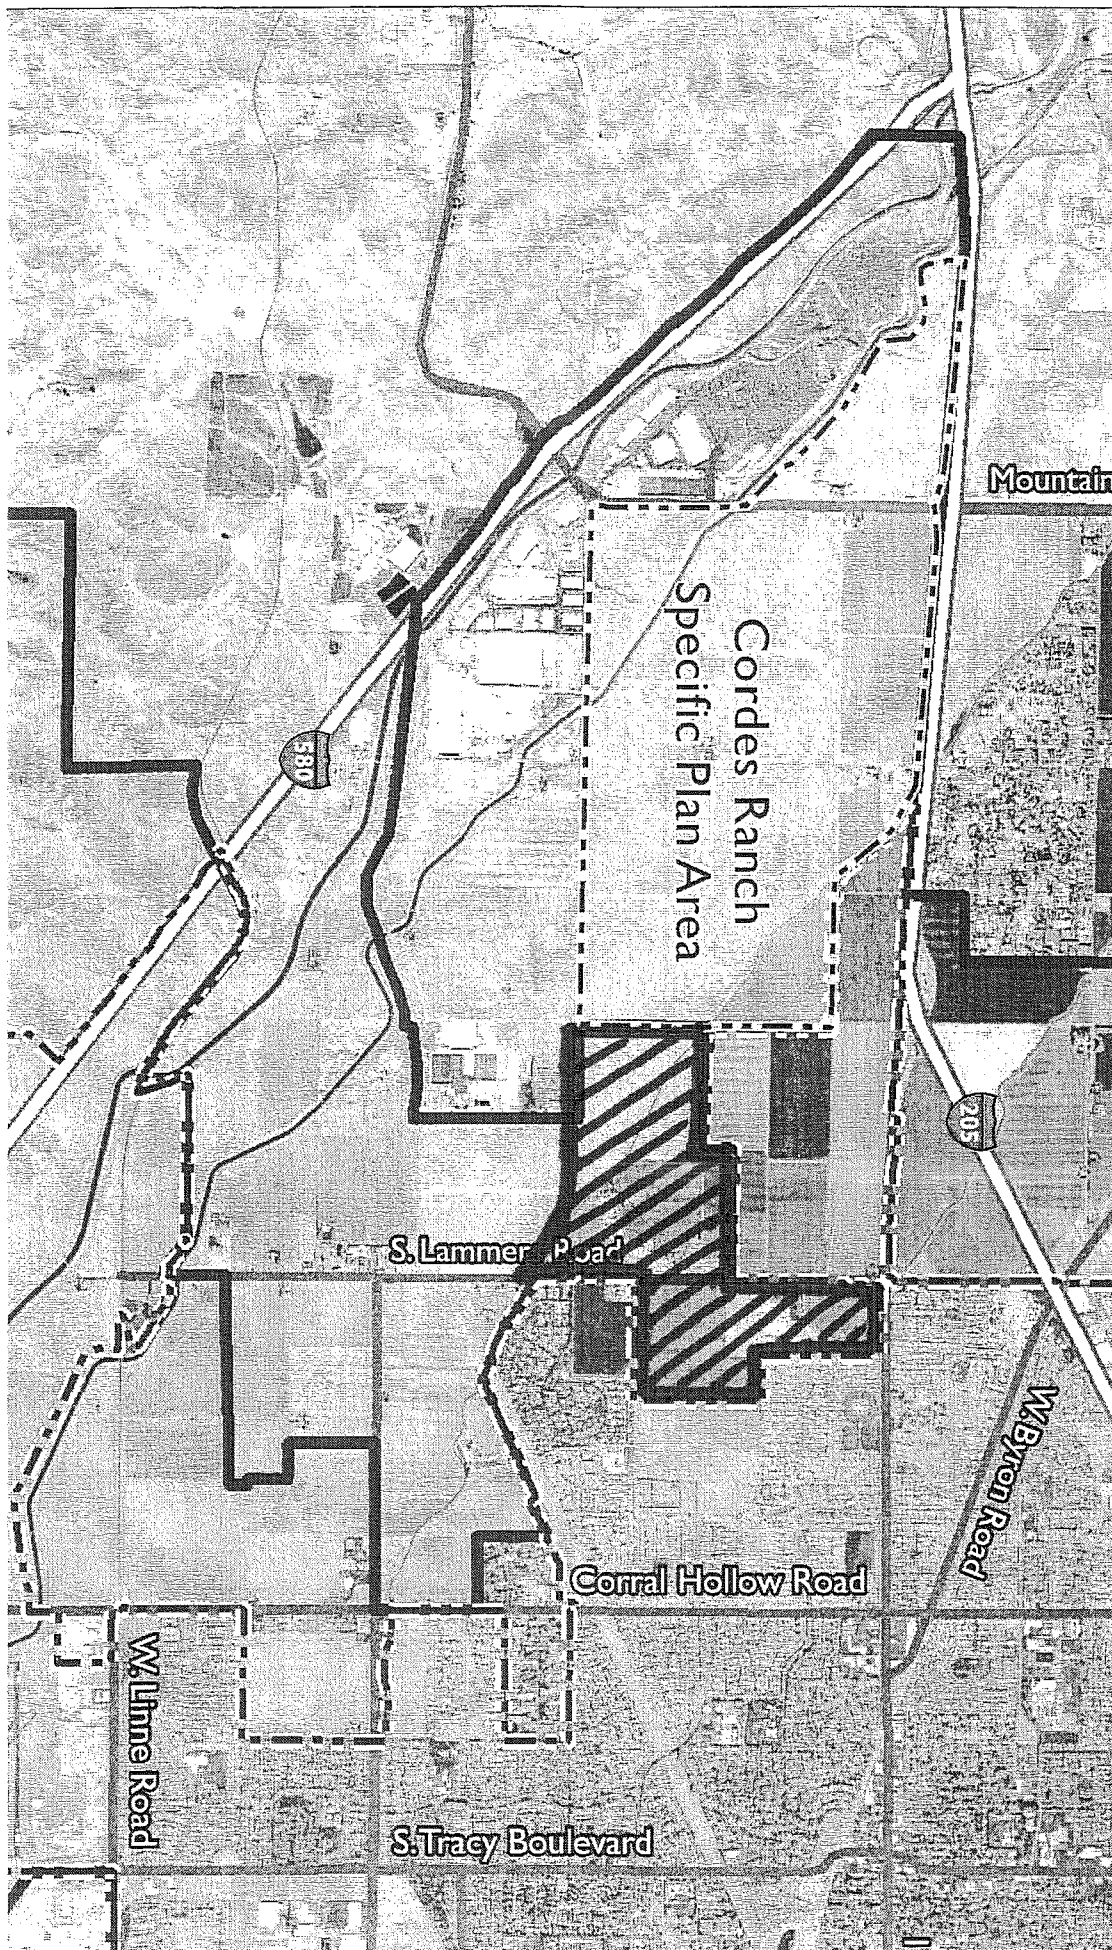 Mountain
Cordes Ranch
Specific Plan Area
580
205
S. Lammers Road
W. Byron Road
Corral Hollow Road
W. Linne Road
S. Tracy Boulevard